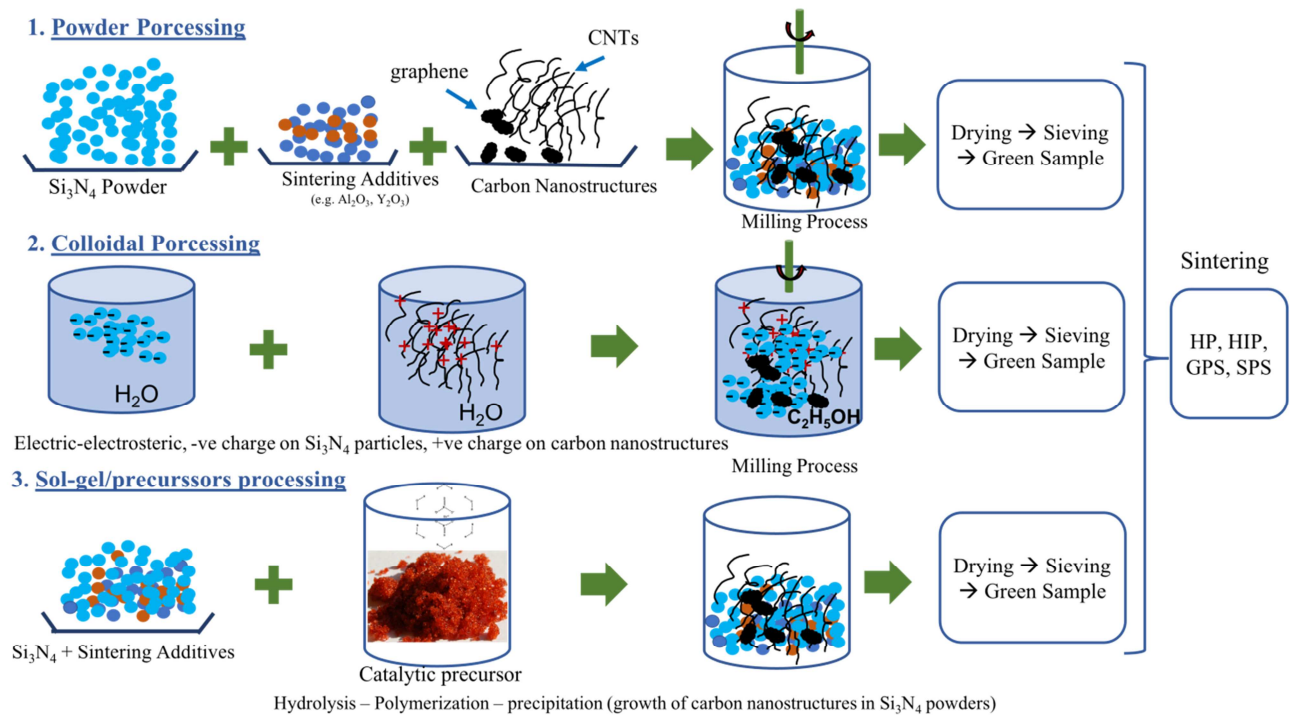 1. Powder Porcessing
CNTs
graphene
Si₃N₄ Powder
Sintering Additives
(e.g. Al₂O₃, Y₂O₃)
Carbon Nanostructures
Milling Process
Drying → Sieving
→ Green Sample
2. Colloidal Porcessing
H₂O
H₂O
C₂H₅OH
Drying → Sieving
→ Green Sample
Electric-electrosteric, -ve charge on Si₃N₄ particles, +ve charge on carbon nanostructures
Milling Process
Sintering
HP, HIP,
GPS, SPS
3. Sol-gel/precurssors processing
Si₃N₄ + Sintering Additives
Catalytic precursor
Drying → Sieving
→ Green Sample
Hydrolysis – Polymerization – precipitation (growth of carbon nanostructures in Si₃N₄ powders)